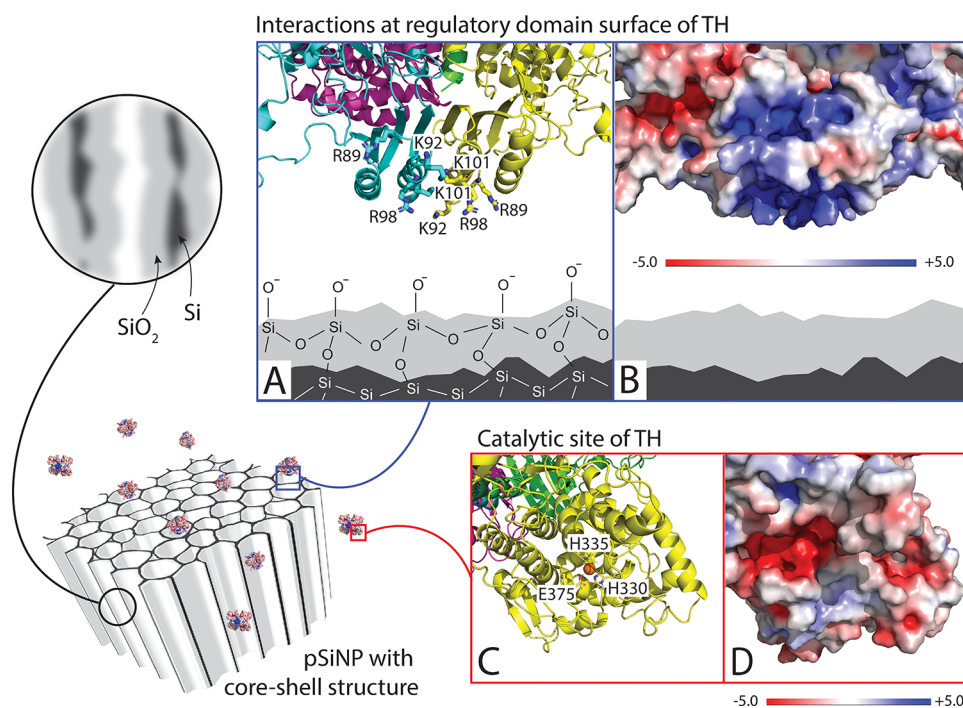 Interactions at regulatory domain surface of TH
R89
K92
K101
K101
R98
K92
R98
R89
-5.0
+5.0
O⁻
O⁻
O⁻
O⁻
O⁻
Si
Si
Si
Si
Si
O
O
O
O
O
O
O
O
O
Si
Si
Si
Si
Si
Si
A
B
SiO₂
Si
Catalytic site of TH
H335
E375
H330
C
D
pSiNP with
core-shell structure
-5.0
+5.0